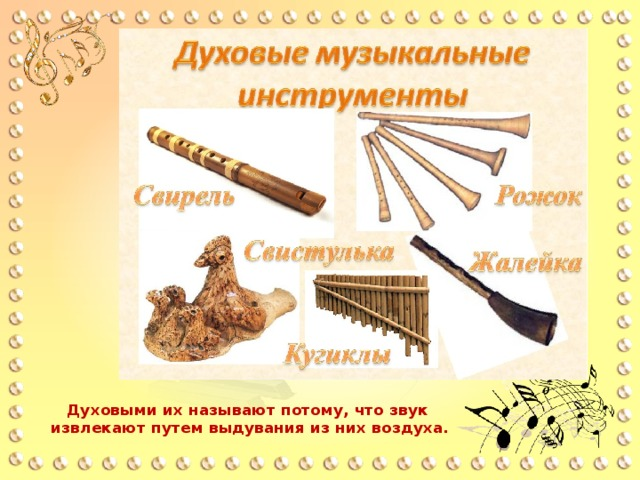 Духовые музыкальные
инструменты
Свирель
Рожок
Свистулька
Жалейка
Кугиклы
Духовыми их называют потому, что звук
извлекают путем выдувания из них воздуха.